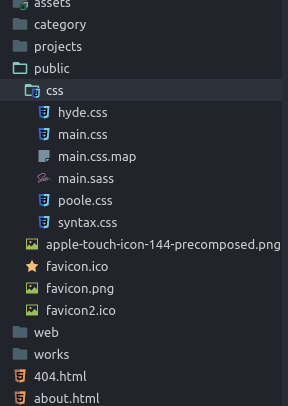 assets
category
projects
public
css
hyde.css
main.css
main.css.map
main.sass
poole.css
syntax.css
apple-touch-icon-144-precomposed.png
favicon.ico
favicon.png
favicon2.ico
web
works
404.html
about.html